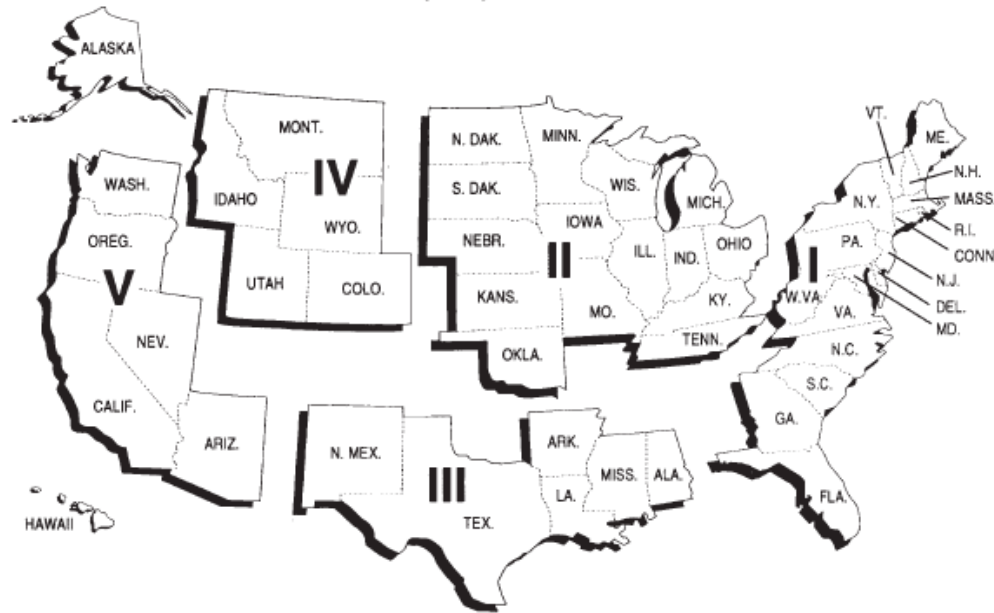 ALASKA
WASH.
OREG.
V
NEV.
CALIF.
ARIZ.
HAWAII
MONT.
IV
IDAHO
WYO.
UTAH
COLO.
N. DAK.
MINN.
S. DAK.
WIS.
MICH.
IOWA
NEBR.
II
ILL.
IND.
OHIO
KANS.
MO.
KY.
TENN.
OKLA.
N. MEX.
III
TEX.
ARK.
LA.
MISS.
ALA.
VT.
ME.
N.H.
MASS
N.Y.
R.I.
PA.
CONN
I
N.J.
W.VA
DEL.
VA.
MD.
N.C.
S.C.
GA.
FLA.